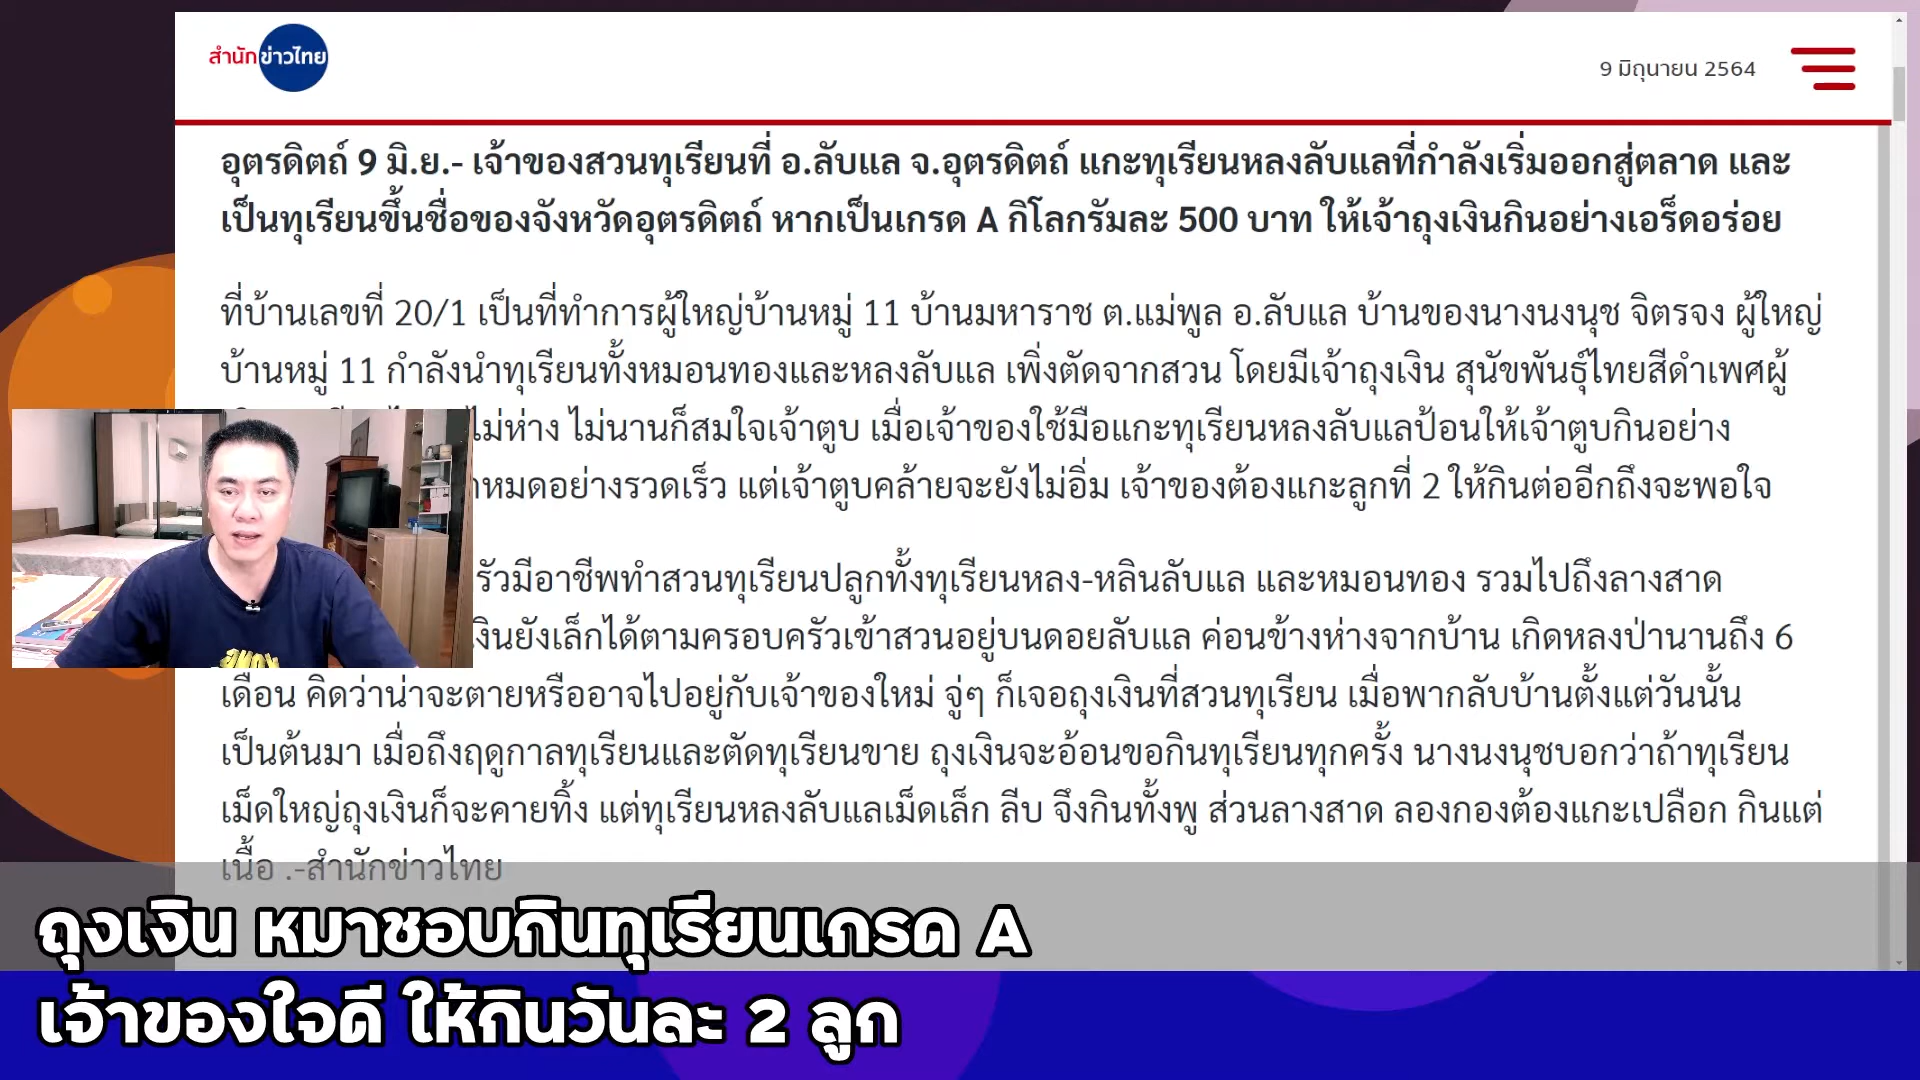 สำนักข่าวไทย
9 มิถุนายน 2564
อุตรดิตถ์ 9 มิ.ย.- เจ้าของสวนทุเรียนที่ อ.ลับแล จ.อุตรดิตถ์ แกะทุเรียนหลงลับแลที่กำลังเริ่มออกสู่ตลาด และ
เป็นทุเรียนขึ้นชื่อของจังหวัดอุตรดิตถ์ หากเป็นเกรด A กิโลกรัมละ 500 บาท ให้เจ้าถุงเงินกินอย่างเอร็ดอร่อย
ที่บ้านเลขที่ 20/1 เป็นที่ทำการผู้ใหญ่บ้านหมู่ 11 บ้านมหาราช ต.แม่พูล อ.ลับแล บ้านของนางนงนุช จิตรจง ผู้ใหญ่
บ้านหมู่ 11 กำลังนำทุเรียนทั้งหมอนทองและหลงลับแล เพิ่งตัดจากสวน โดยมีเจ้าถุงเงิน สุนัขพันธุ์ไทยสีดำเพศผู้
ไม่ห่าง ไม่นานก็สมใจเจ้าตูบ เมื่อเจ้าของใช้มือแกะทุเรียนหลงลับแลป้อนให้เจ้าตูบกินอย่าง
หมดอย่างรวดเร็ว แต่เจ้าตูบคล้ายจะยังไม่อิ่ม เจ้าของต้องแกะลูกที่ 2 ให้กินต่ออีกถึงจะพอใจ
รัวมีอาชีพทำสวนทุเรียนปลูกทั้งทุเรียนหลง-หลินลับแล และหมอนทอง รวมไปถึงลางสาด
งินยังเล็กได้ตามครอบครัวเข้าสวนอยู่บนดอยลับแล ค่อนข้างห่างจากบ้าน เกิดหลงป่านานถึง 6
เดือน คิดว่าน่าจะตายหรืออาจไปอยู่กับเจ้าของใหม่ จู่ๆ ก็เจอถุงเงินที่สวนทุเรียน เมื่อพากลับบ้านตั้งแต่วันนั้น
เป็นต้นมา เมื่อถึงฤดูกาลทุเรียนและตัดทุเรียนขาย ถุงเงินจะอ้อนขอกินทุเรียนทุกครั้ง นางนงนุชบอกว่าถ้าทุเรียน
เม็ดใหญ่ถุงเงินก็จะคายทิ้ง แต่ทุเรียนหลงลับแลเม็ดเล็ก ลีบ จึงกินทั้งพู ส่วนลางสาด ลองกองต้องแกะเปลือก กินแต่
เนื้อ .-สำนักข่าวไทย
ถุงเงิน หมาชอบกินทุเรียนเกรด A
เจ้าของใจดี ให้กินวันละ 2 ลูก